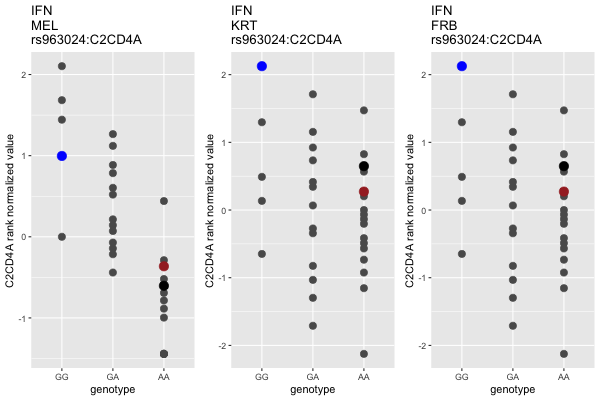 IFN
MEL
rs963024:C2CD4A
IFN
KRT
rs963024:C2CD4A
IFN
FRB
rs963024:C2CD4A
C2CD4A rank normalized value
2
1
0
-1
GG
GA
AA
genotype
C2CD4A rank normalized value
2
1
0
-1
-2
GG
GA
AA
genotype
C2CD4A rank normalized value
2
1
0
-1
-2
GG
GA
AA
genotype